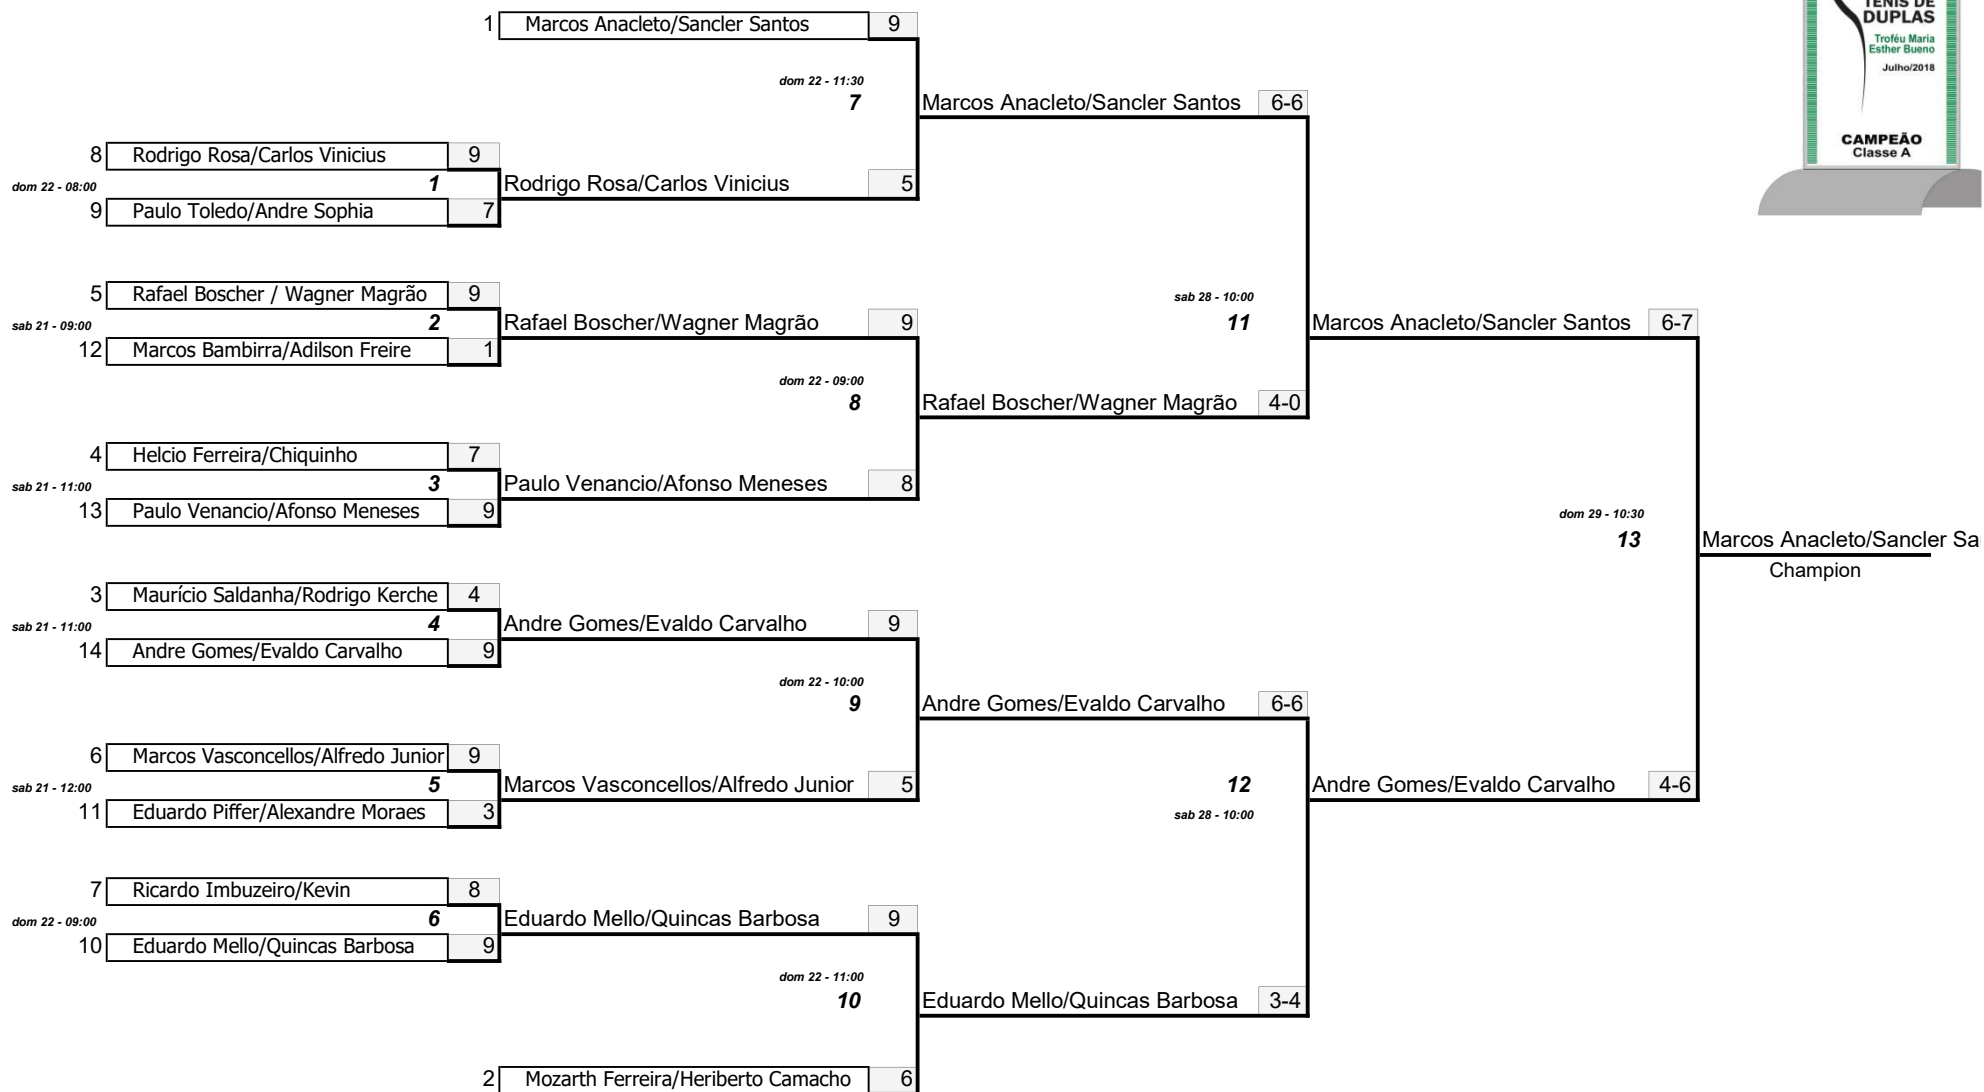 1 Marcos Anacleto/Sancler Santos 9
TÊNIS DE
DUPLAS
Troféu Maria
Esther Bueno
Julho/2018
CAMPEÃO
Classe A
dom 22 - 11:30
7 Marcos Anacleto/Sancler Santos 6-6
8 Rodrigo Rosa/Carlos Vinicius 9
dom 22 - 08:00 1 Rodrigo Rosa/Carlos Vinicius 5
9 Paulo Toledo/Andre Sophia 7
5 Rafael Boscher / Wagner Magrão 9
sab 28 - 10:00
sab 21 - 09:00 2 Rafael Boscher/Wagner Magrão 9
11 Marcos Anacleto/Sancler Santos 6-7
12 Marcos Bambirra/Adilson Freire 1
dom 22 - 09:00
8 Rafael Boscher/Wagner Magrão 4-0
4 Helcio Ferreira/Chiquinho 7
sab 21 - 11:00 3 Paulo Venancio/Afonso Meneses 8
13 Paulo Venancio/Afonso Meneses 9
dom 29 - 10:30
13 Marcos Anacleto/Sancler Sa
Champion
3 Maurício Saldanha/Rodrigo Kerche 4
sab 21 - 11:00 4 Andre Gomes/Evaldo Carvalho 9
14 Andre Gomes/Evaldo Carvalho 9
dom 22 - 10:00
9 Andre Gomes/Evaldo Carvalho 6-6
6 Marcos Vasconcellos/Alfredo Junior 9
sab 21 - 12:00 5 Marcos Vasconcellos/Alfredo Junior 5
12 Andre Gomes/Evaldo Carvalho 4-6
11 Eduardo Piffer/Alexandre Moraes 3
sab 28 - 10:00
7 Ricardo Imbuzeiro/Kevin 8
dom 22 - 09:00 6 Eduardo Mello/Quincas Barbosa 9
10 Eduardo Mello/Quincas Barbosa 9
dom 22 - 11:00
10 Eduardo Mello/Quincas Barbosa 3-4
2 Mozarth Ferreira/Heriberto Camacho 6